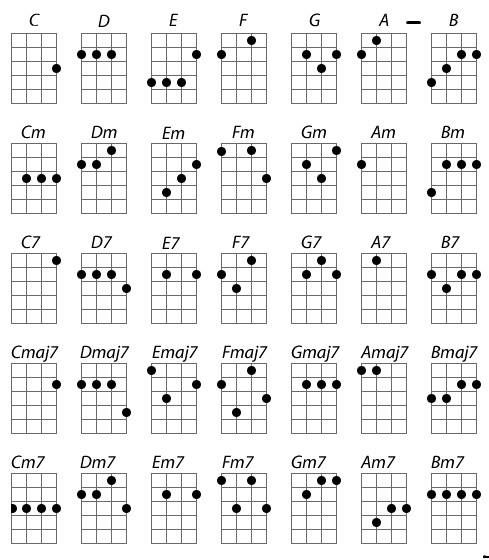 C D E F G A B
Cm Dm Em Fm Gm Am Bm
C7 D7 E7 F7 G7 A7 B7
Cmaj7 Dmaj7 Emaj7 Fmaj7 Gmaj7 Amaj7 Bmaj7
Cm7 Dm7 Em7 Fm7 Gm7 Am7 Bm7